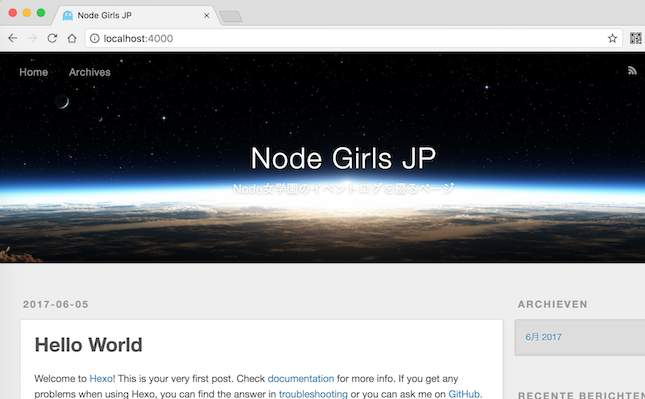 Node Girls JP
localhost:4000
Home Archives
Node Girls JP
Node女学園のイベントログを綴るページ
2017-06-05
ARCHIEVEN
Hello World
6月 2017
Welcome to Hexo! This is your very first post. Check documentation for more info. If you get any
problems when using Hexo, you can find the answer in troubleshooting or you can ask me on GitHub.
RECENTE BERICHTEN